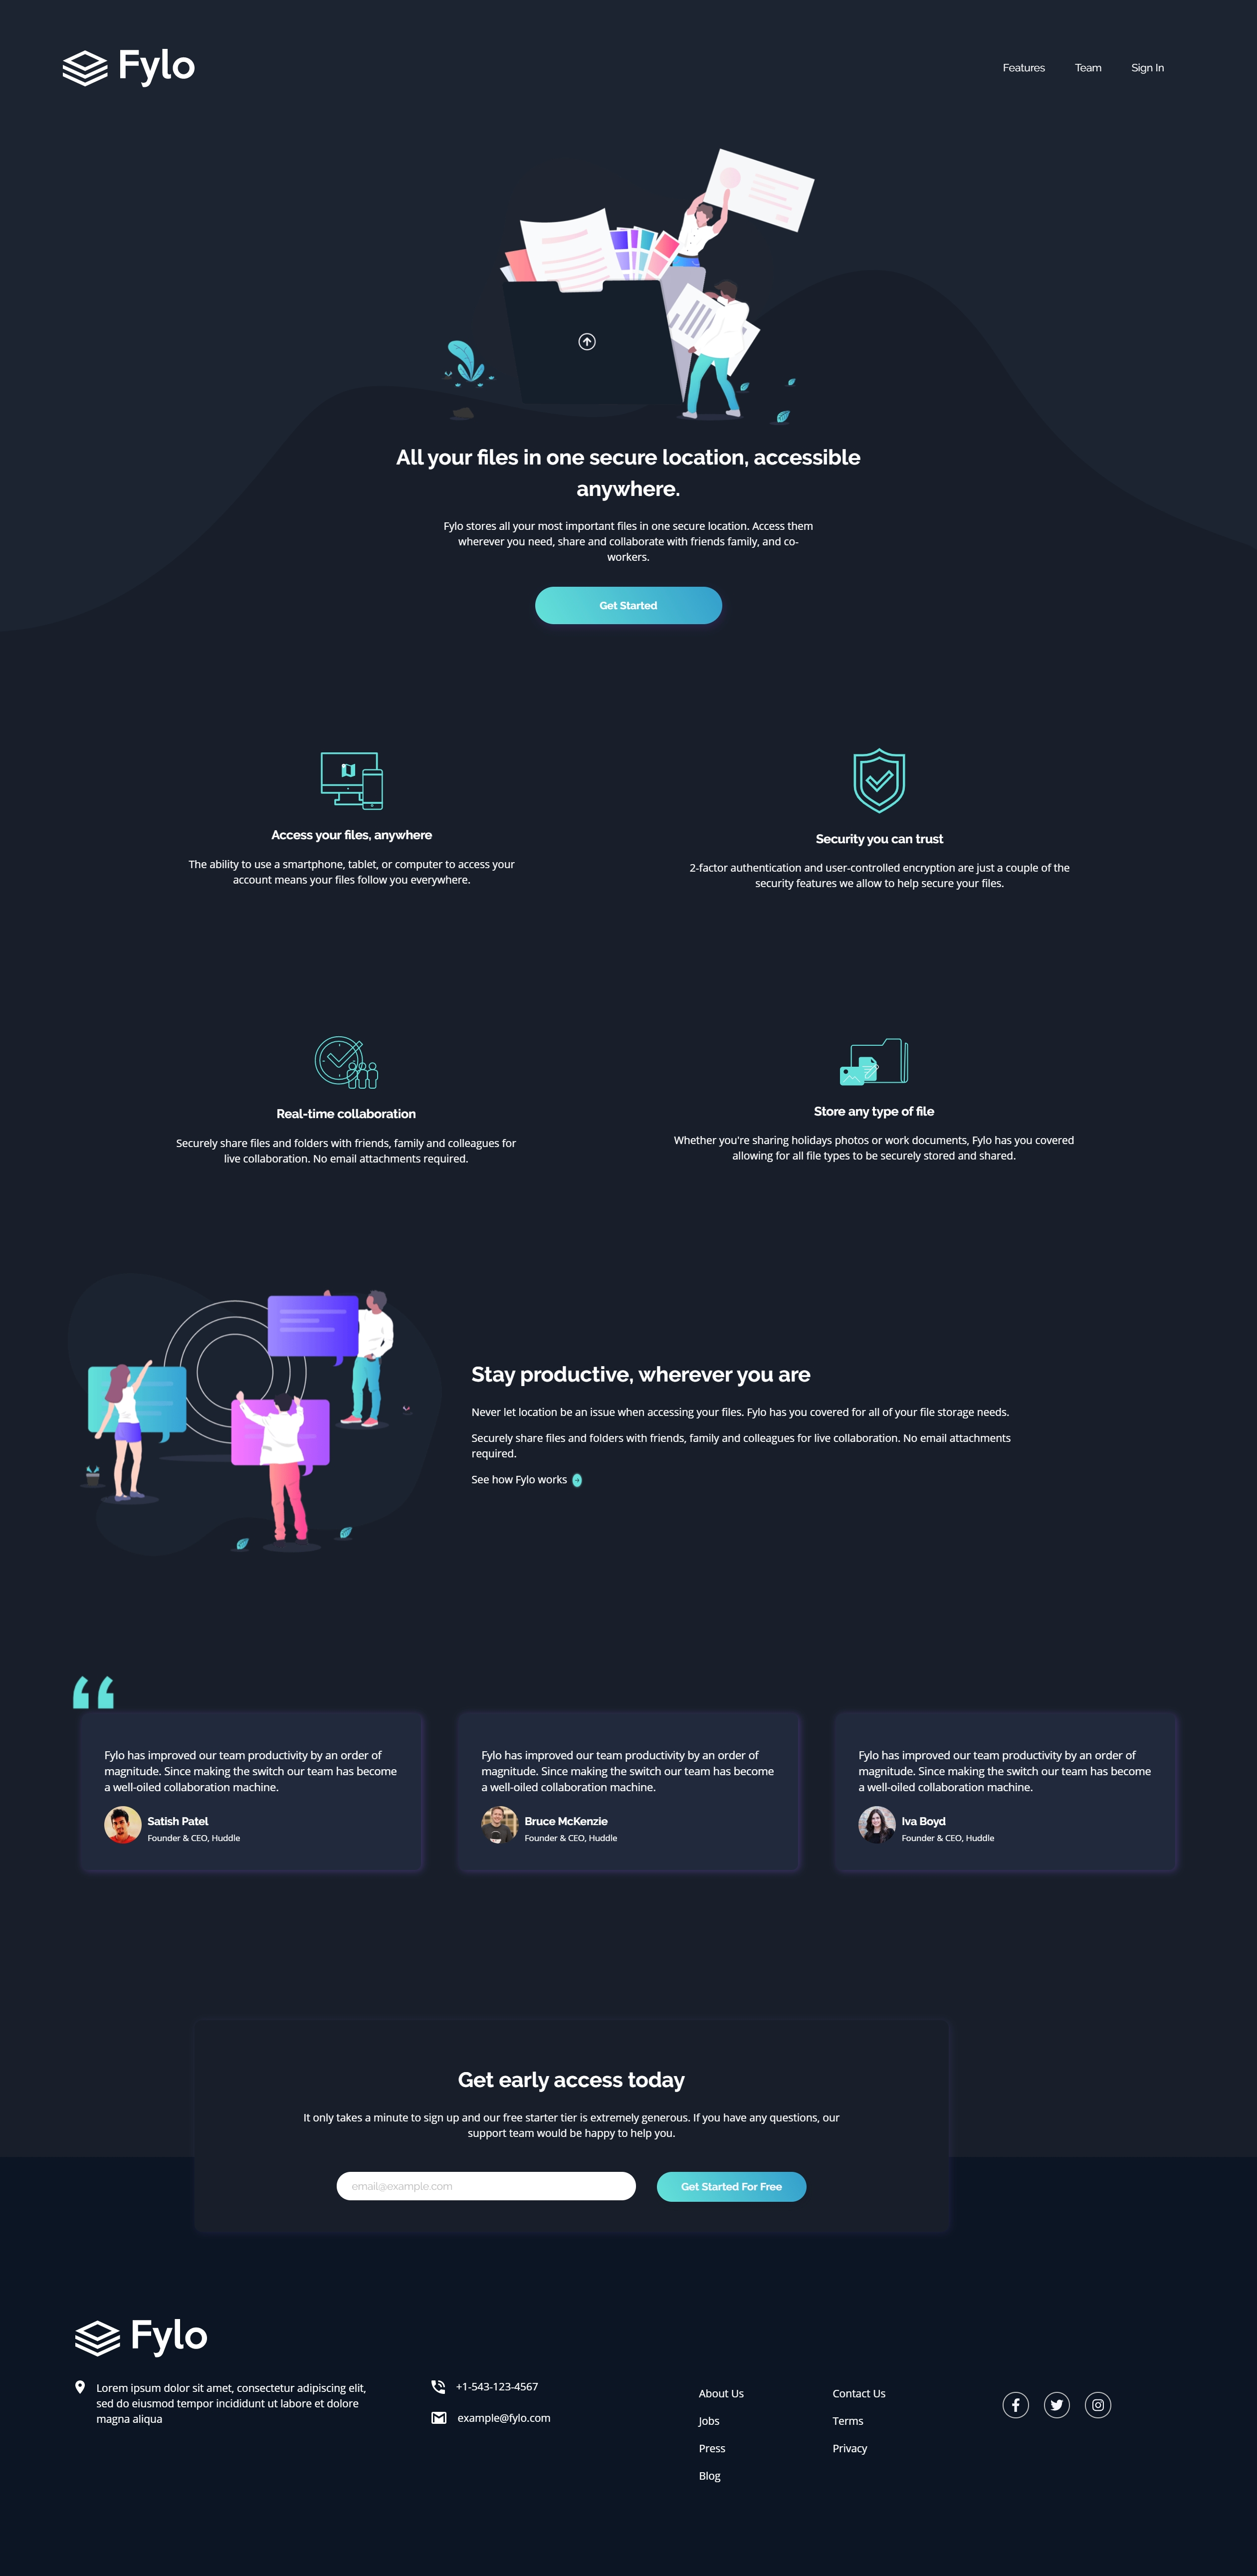 Fylo
Features
Team
Sign In
All your files in one secure location, accessible
anywhere.
Fylo stores all your most important files in one secure location. Access them
wherever you need, share and collaborate with friends family, and co-
workers.
Get Started
Access your files, anywhere
The ability to use a smartphone, tablet, or computer to access your
account means your files follow you everywhere.
Security you can trust
2-factor authentication and user-controlled encryption are just a couple of the
security features we allow to help secure your files.
Real-time collaboration
Securely share files and folders with friends, family and colleagues for
live collaboration. No email attachments required.
Store any type of file
Whether you're sharing holidays photos or work documents, Fylo has you covered
allowing for all file types to be securely stored and shared.
Stay productive, wherever you are
Never let location be an issue when accessing your files. Fylo has you covered for all of your file storage needs.
Securely share files and folders with friends, family and colleagues for live collaboration. No email attachments
required.
See how Fylo works
Fylo has improved our team productivity by an order of
magnitude. Since making the switch our team has become
a well-oiled collaboration machine.
Satish Patel
Founder & CEO, Huddle
Fylo has improved our team productivity by an order of
magnitude. Since making the switch our team has become
a well-oiled collaboration machine.
Bruce McKenzie
Founder & CEO, Huddle
Fylo has improved our team productivity by an order of
magnitude. Since making the switch our team has become
a well-oiled collaboration machine.
Iva Boyd
Founder & CEO, Huddle
Get early access today
It only takes a minute to sign up and our free starter tier is extremely generous. If you have any questions, our
support team would be happy to help you.
email@example.com
Get Started For Free
Fylo
Lorem ipsum dolor sit amet, consectetur adipiscing elit,
sed do eiusmod tempor incididunt ut labore et dolore
magna aliqua
+1-543-123-4567
example@fylo.com
About Us
Jobs
Press
Blog
Contact Us
Terms
Privacy